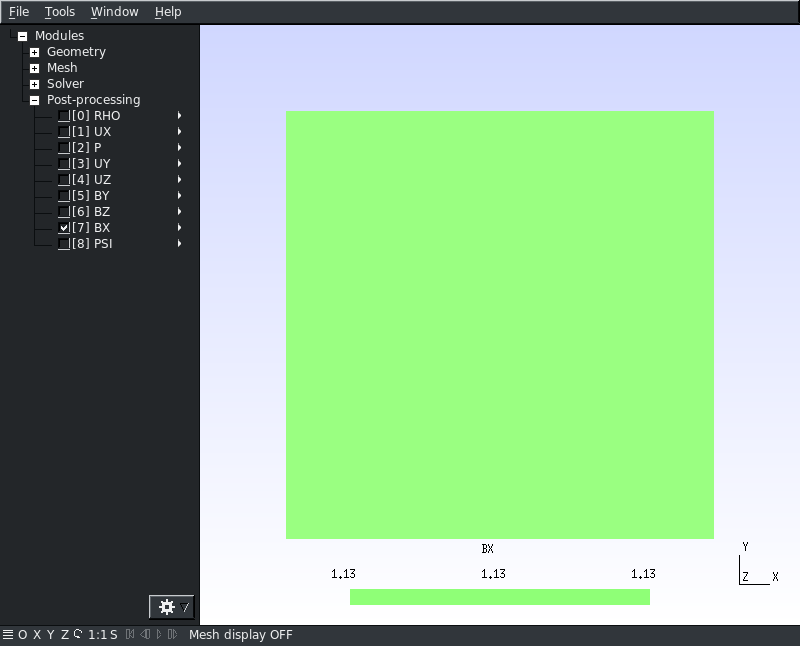 File Tools Window Help
Modules
Geometry
Mesh
Solver
Post-processing
[0] RHO
[1] UX
[2] P
[3] UY
[4] UZ
[5] BY
[6] BZ
[7] BX
[8] PSI
BX
1.13 1.13 1.13
Y
Z X
O X Y Z 1:1 S Mesh display OFF